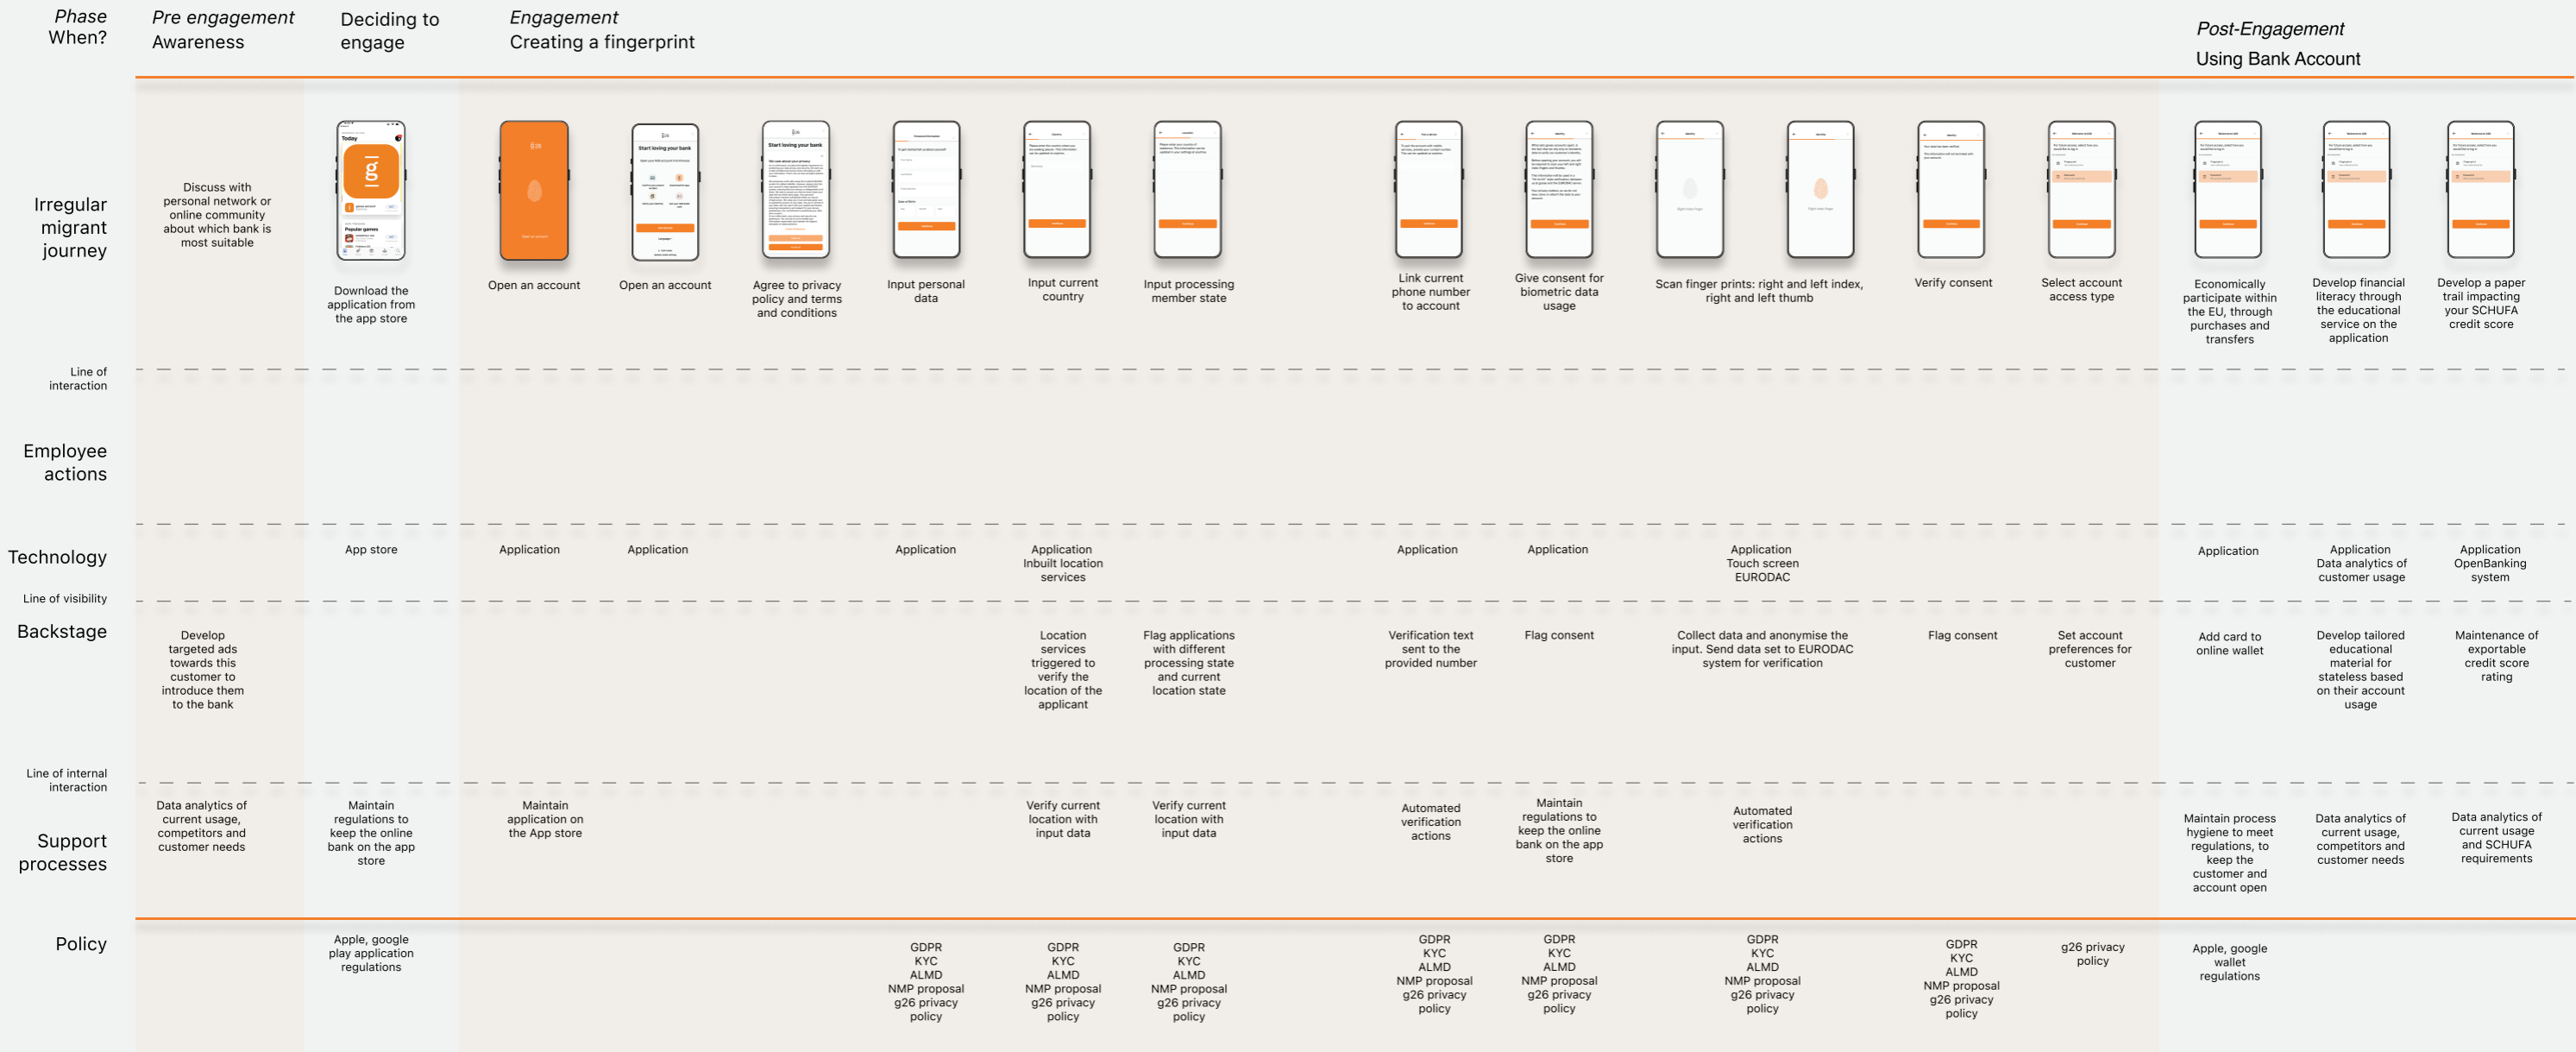 Phase
When?
Pre engagement
Awareness
Deciding to
engage
Engagement
Creating a fingerprint
Post-Engagement
Using Bank Account
Irregular
migrant
journey
Discuss with
personal network or
online community
about which bank is
most suitable
Today
Popular games
Download the
application from
the app store
Open an account
Start loving your bank
Open an account
Start loving your bank
Agree to privacy
policy and terms
and conditions
Input personal
data
Input current
country
Input processing
member state
Link current
phone number
to account
Give consent for
biometric data
usage
Scan finger prints: right and left index,
right and left thumb
Verify consent
Select account
access type
Economically
participate within
the EU, through
purchases and
transfers
Develop financial
literacy through
the educational
service on the
application
Develop a paper
trail impacting
your SCHUFA
credit score
Line of
interaction
Employee
actions
Technology
App store
Application
Application
Application
Application
Inbuilt location
services
Application
Application
Application
Touch screen
EURODAC
Application
Application
Data analytics of
customer usage
Application
OpenBanking
system
Line of visibility
Backstage
Develop
targeted ads
towards this
customer to
introduce them
to the bank
Location
services
triggered to
verify the
location of the
applicant
Flag applications
with different
processing state
and current
location state
Verification text
sent to the
provided number
Flag consent
Collect data and anonymise the
input. Send data set to EURODAC
system for verification
Flag consent
Set account
preferences for
customer
Add card to
online wallet
Develop tailored
educational
material for
stateless based
on their account
usage
Maintenance of
exportable
credit score
rating
Line of internal
interaction
Support
processes
Data analytics of
current usage,
competitors and
customer needs
Maintain
regulations to
keep the online
bank on the app
store
Maintain
application on
the App store
Verify current
location with
input data
Verify current
location with
input data
Automated
verification
actions
Maintain
regulations to
keep the online
bank on the app
store
Automated
verification
actions
Maintain process
hygiene to meet
regulations, to
keep the
customer and
account open
Data analytics of
current usage,
competitors and
customer needs
Data analytics of
current usage
and SCHUFA
requirements
Policy
Apple, google
play application
regulations
GDPR
KYC
ALMD
NMP proposal
g26 privacy
policy
GDPR
KYC
ALMD
NMP proposal
g26 privacy
policy
GDPR
KYC
ALMD
NMP proposal
g26 privacy
policy
GDPR
KYC
ALMD
NMP proposal
g26 privacy
policy
GDPR
KYC
ALMD
NMP proposal
g26 privacy
policy
GDPR
KYC
ALMD
NMP proposal
g26 privacy
policy
GDPR
KYC
ALMD
NMP proposal
g26 privacy
policy
g26 privacy
policy
Apple, google
wallet
regulations